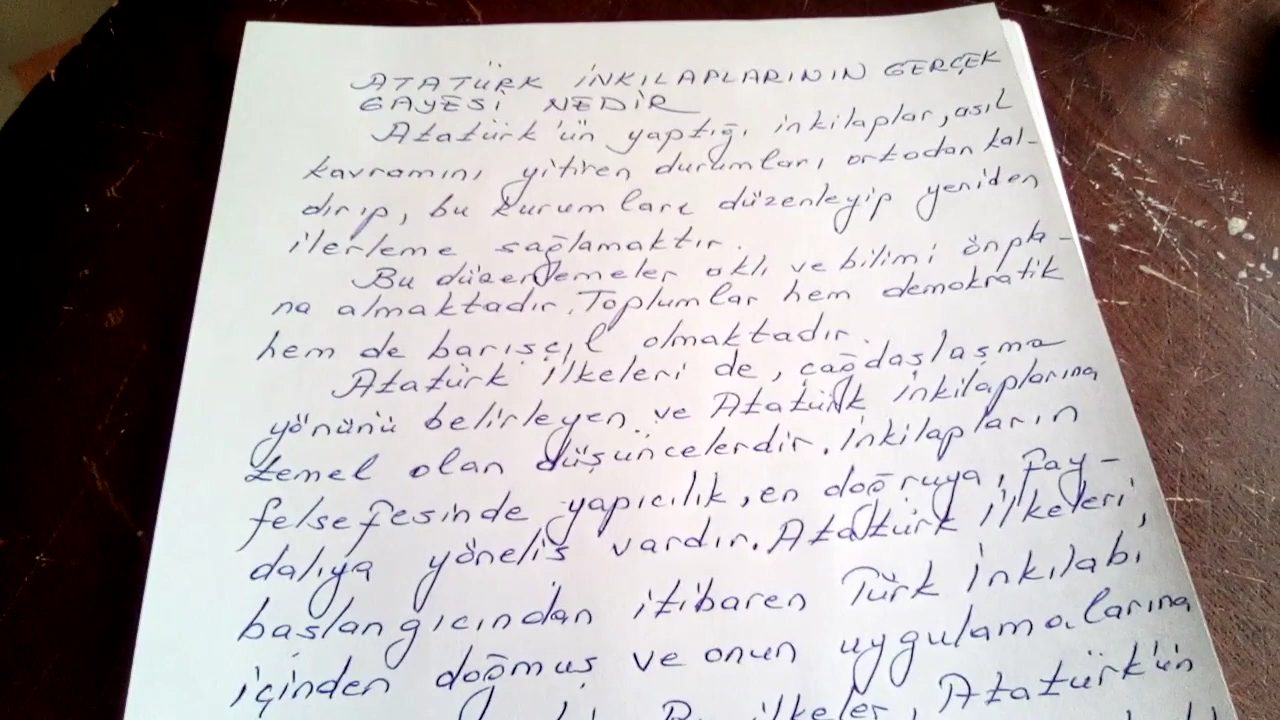 ATATÜRK İNKILAPLARININ GERÇEK
GAYESİ NEDİR
Atatürk'ün yaptığı inkilaplar, asıl
kavramını yitiren durumları ortadan kal-
dırıp, bu kurumları düzenleyip yeniden
ilerleme sağlamaktır.
Bu düzenlemeler aklı ve bilimi önpla-
na almaktadır. Toplumlar hem demokratik
hem de barışçıl olmaktadır.
Atatürk ilkeleri de, çağdaşlaşma
yönünü belirleyen ve Atatürk inkilaplarına
temel olan düşüncelerdir. İnkilapların
felsefesinde yapıcılık, en doğruya, fay-
dalıya yöneliş vardır. Atatürk ilkeleri,
başlangıcından itibaren Türk inkılabı
içinden doğmuş ve onun uygulamalarına
ilkeler, Atatürk'ün